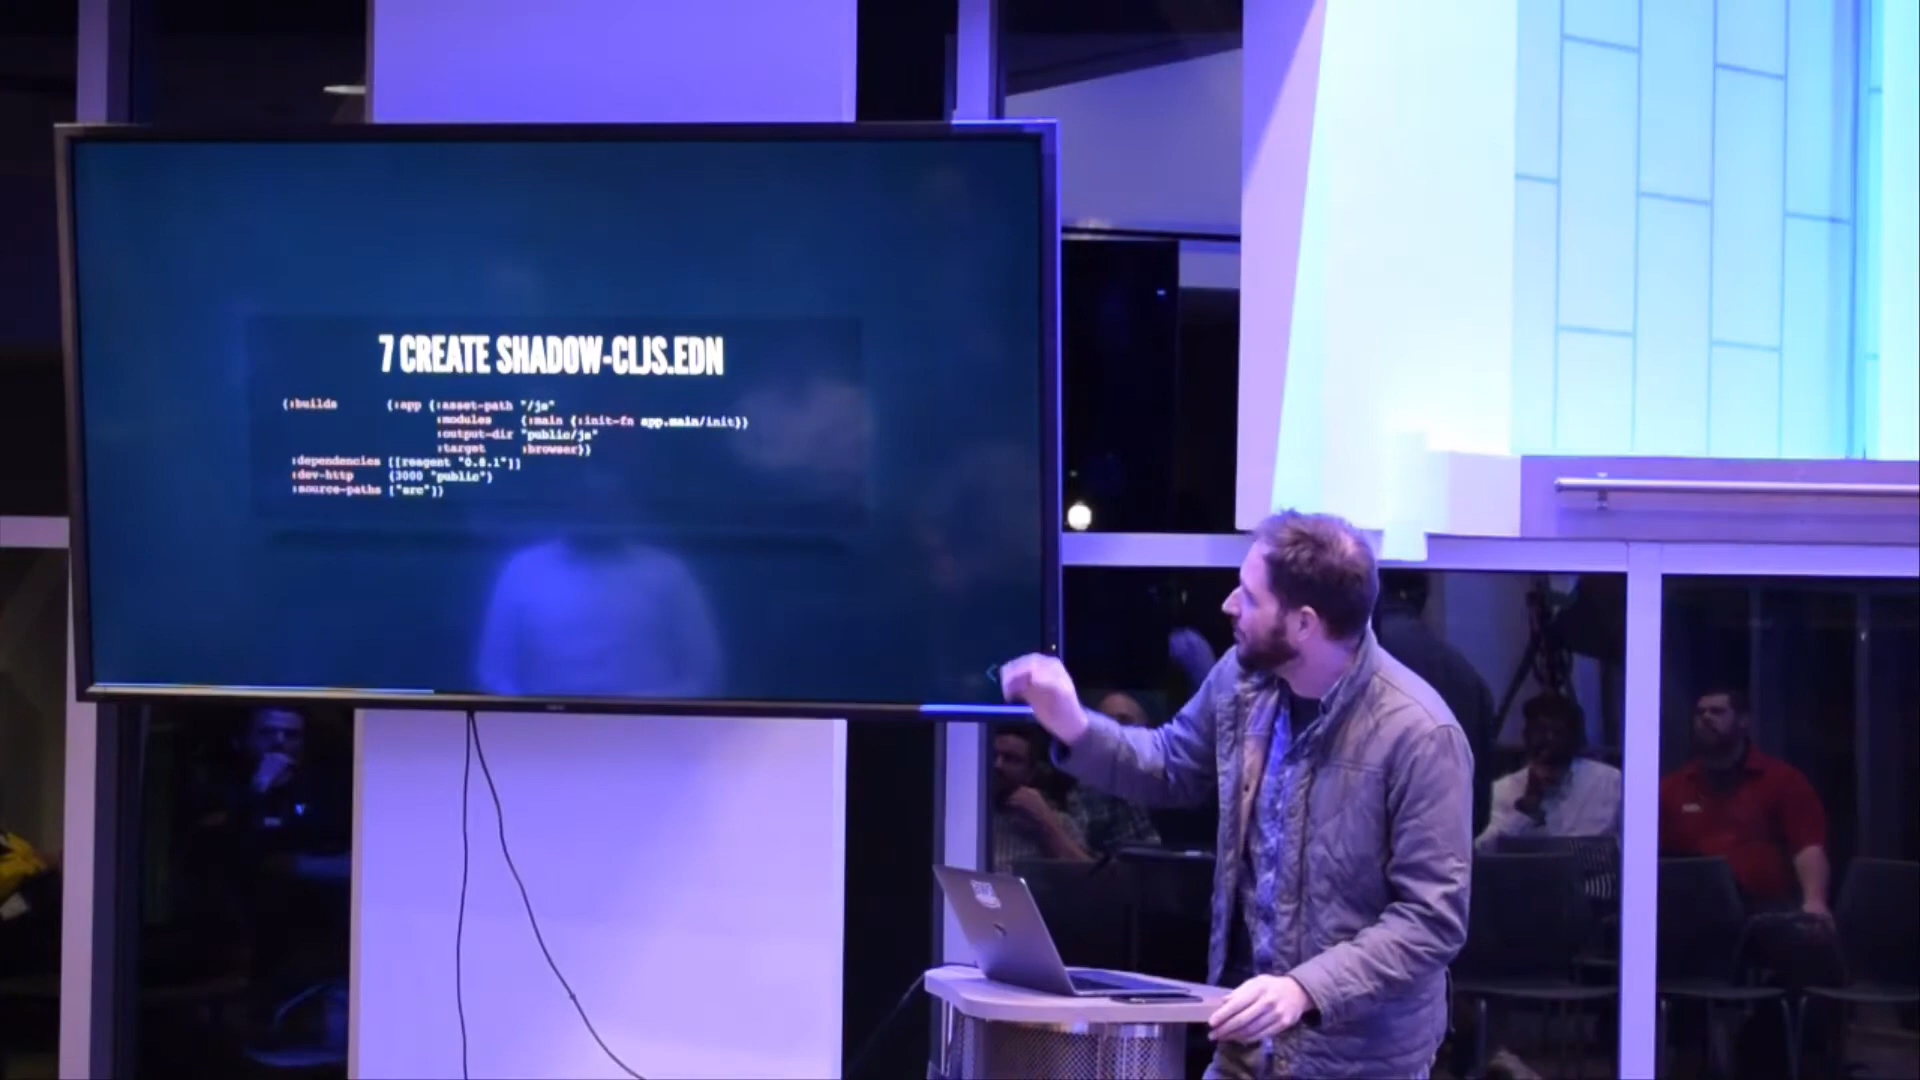 7 CREATE SHADOW-CLJS.EDN
{:builds {:app {:asset-path "/js"
:modules {:main {:init-fn app.main/init}}
:output-dir "public/js"
:target :browser}}
:dependencies [[reagent "0.8.1"]]
:dev-http {3000 "public"}
:source-paths ["src"]}